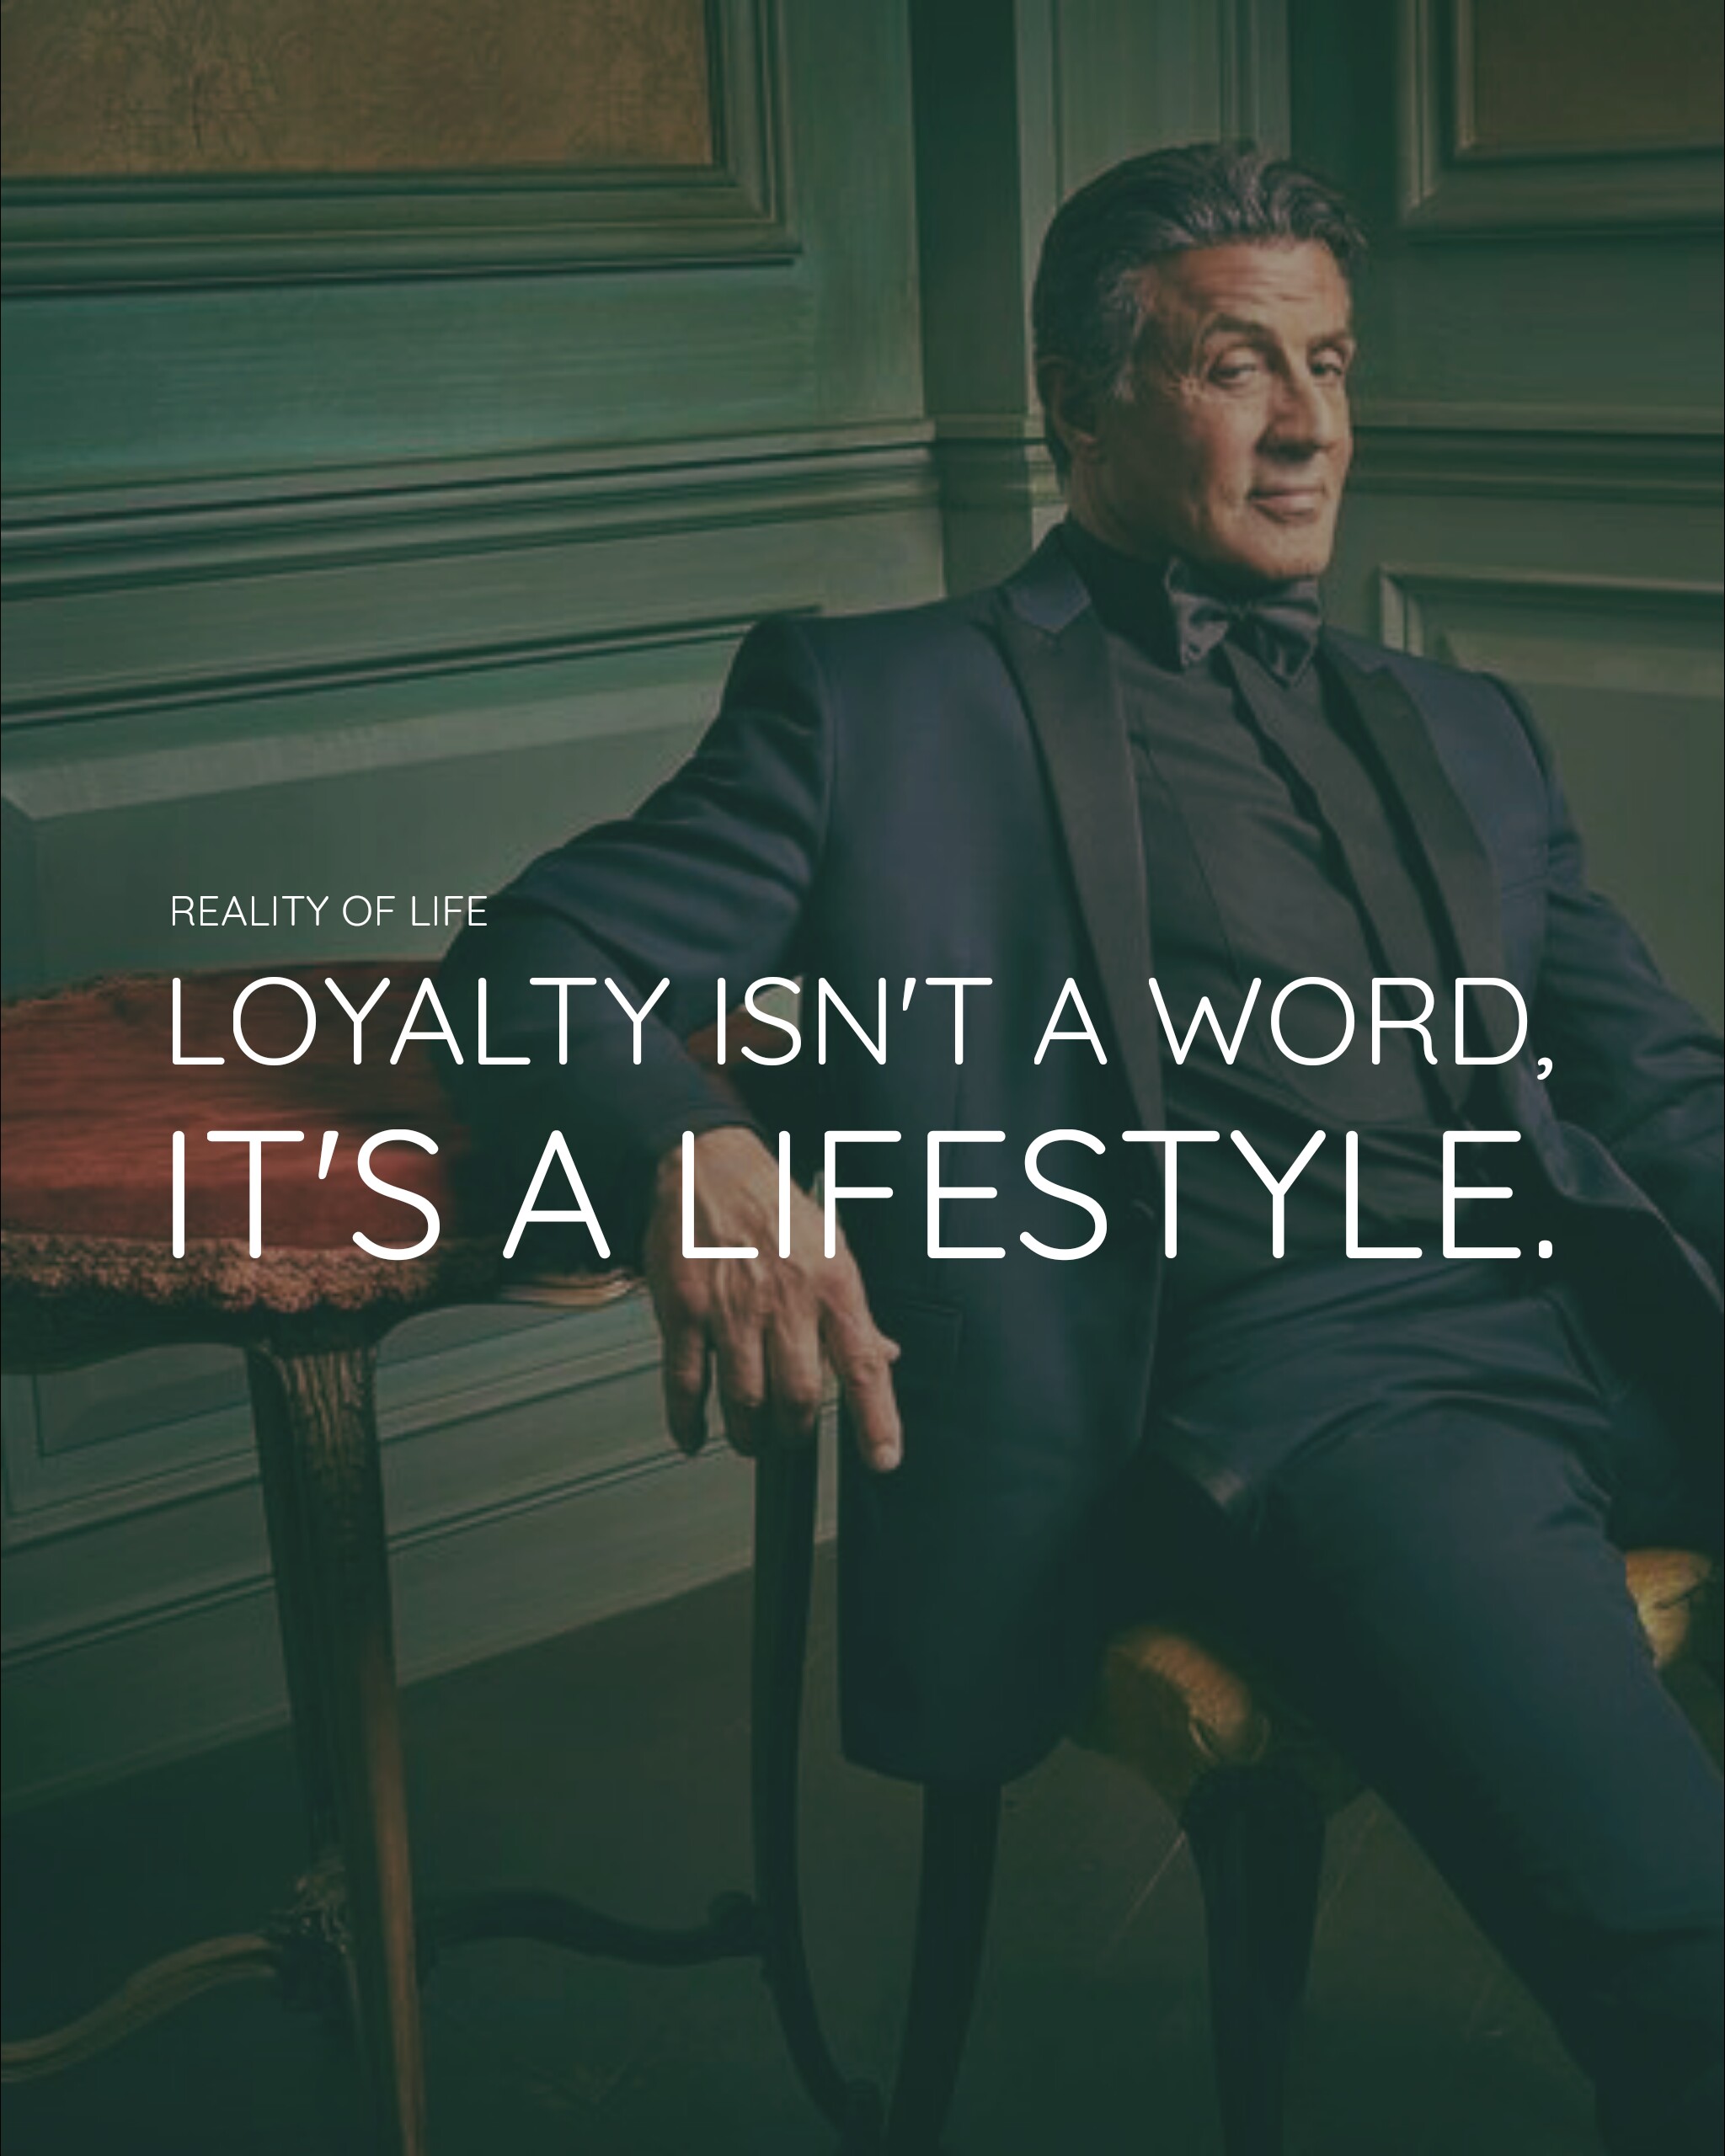 REALITY OF LIFE
LOYALTY ISN'T A WORD,
IT'S A LIFESTYLE.